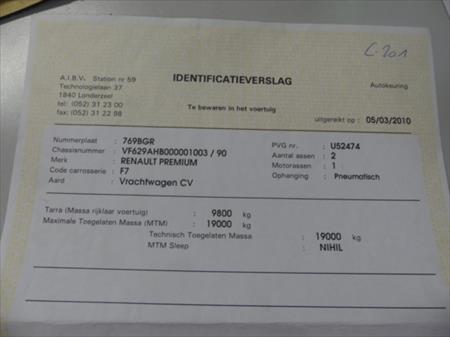 L.201
A.I.B.V. Station nr 59
Technologielaan 37
1840 Londerzeel
tel: (052) 31 23 00
fax: (052) 31 22 98
IDENTIFICATIEVERSLAG
Autokeuring
Te bewaren in het voertuig
uitgereikt op : 05/03/2010
Nummerplaat : 769BGR PVG nr. : U52474
Chassisnummer : VF629AHB000001003 / 90 Aantal assen : 2
Merk : RENAULT PREMIUM Motorassen : 1
Code carrosserie : F7 Ophanging : Pneumatisch
Aard : Vrachtwagen CV
Tarra (Massa rijklaar voertuig) : 9800 kg
Maximale Toegelaten Massa (MTM) : 19000 kg
Technisch Toegelaten Massa : 19000 kg
MTM Sleep : NIHIL